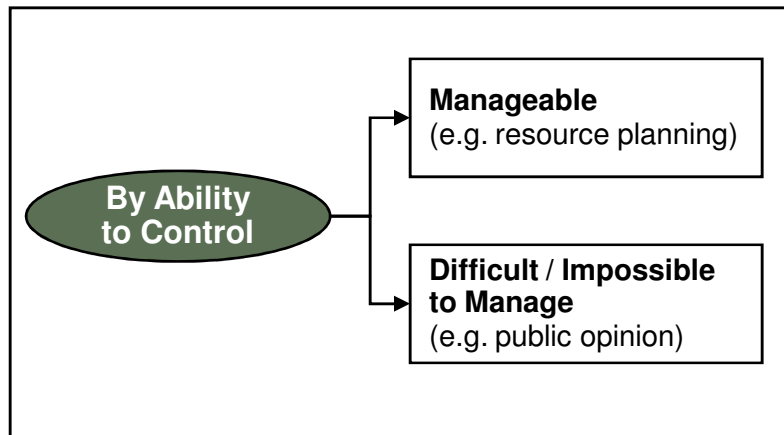 By Ability
to Control
Manageable
(e.g. resource planning)
Difficult / Impossible
to Manage
(e.g. public opinion)